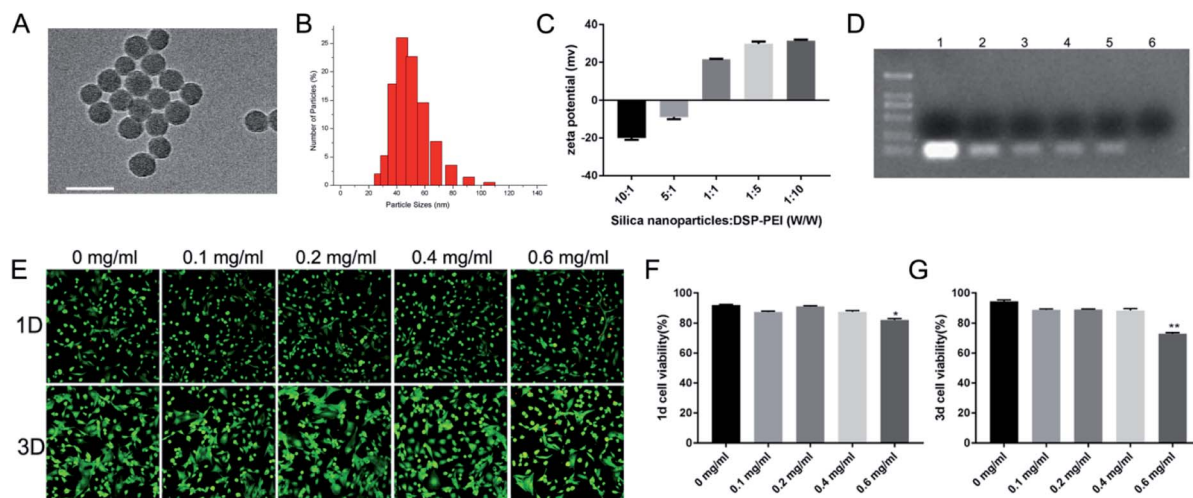 A
B
Number of Particles (%)
25
20
15
10
5
0
0 20 40 60 80 100 120 140
Particle Sizes (nm)
C
zeta potential (mv)
40
20
0
-20
-40
10:1
5:1
1:1
1:5
1:10
Silica nanoparticles:DSP-PEI (W/W)
D
1 2 3 4 5 6
E
0 mg/ml 0.1 mg/ml 0.2 mg/ml 0.4 mg/ml 0.6 mg/ml
1D
3D
F
1d cell viability(%)
100
80
60
40
20
0
*
0 mg/ml
0.1 mg/ml
0.2 mg/ml
0.4 mg/ml
0.6 mg/ml
G
3d cell viability(%)
100
80
60
40
20
0
**
0 mg/ml
0.1 mg/ml
0.2 mg/ml
0.4 mg/ml
0.6 mg/ml